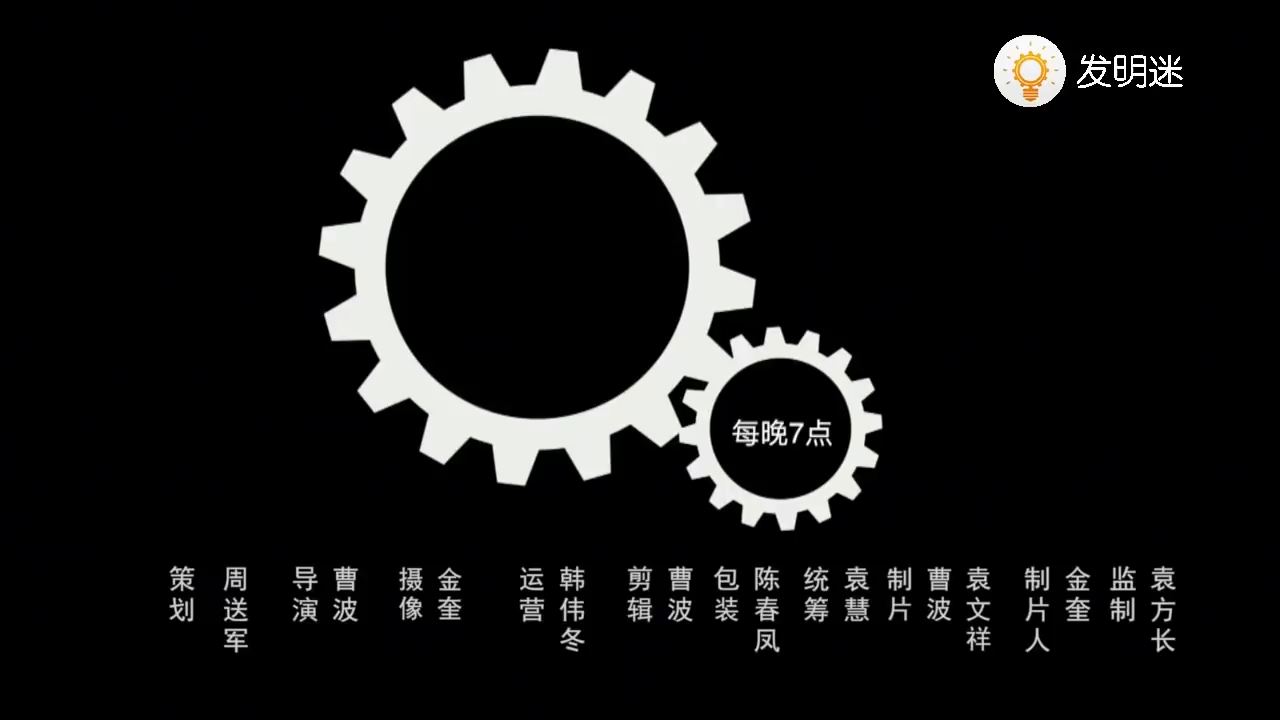 发明迷
每晚7点
策划
周送军
导演
曹波
摄像
金奎
运营
韩伟冬
剪辑
曹波
包装
陈春凤
统筹
袁慧
制片
曹波
袁文祥
制片人
金奎
监制
袁方长